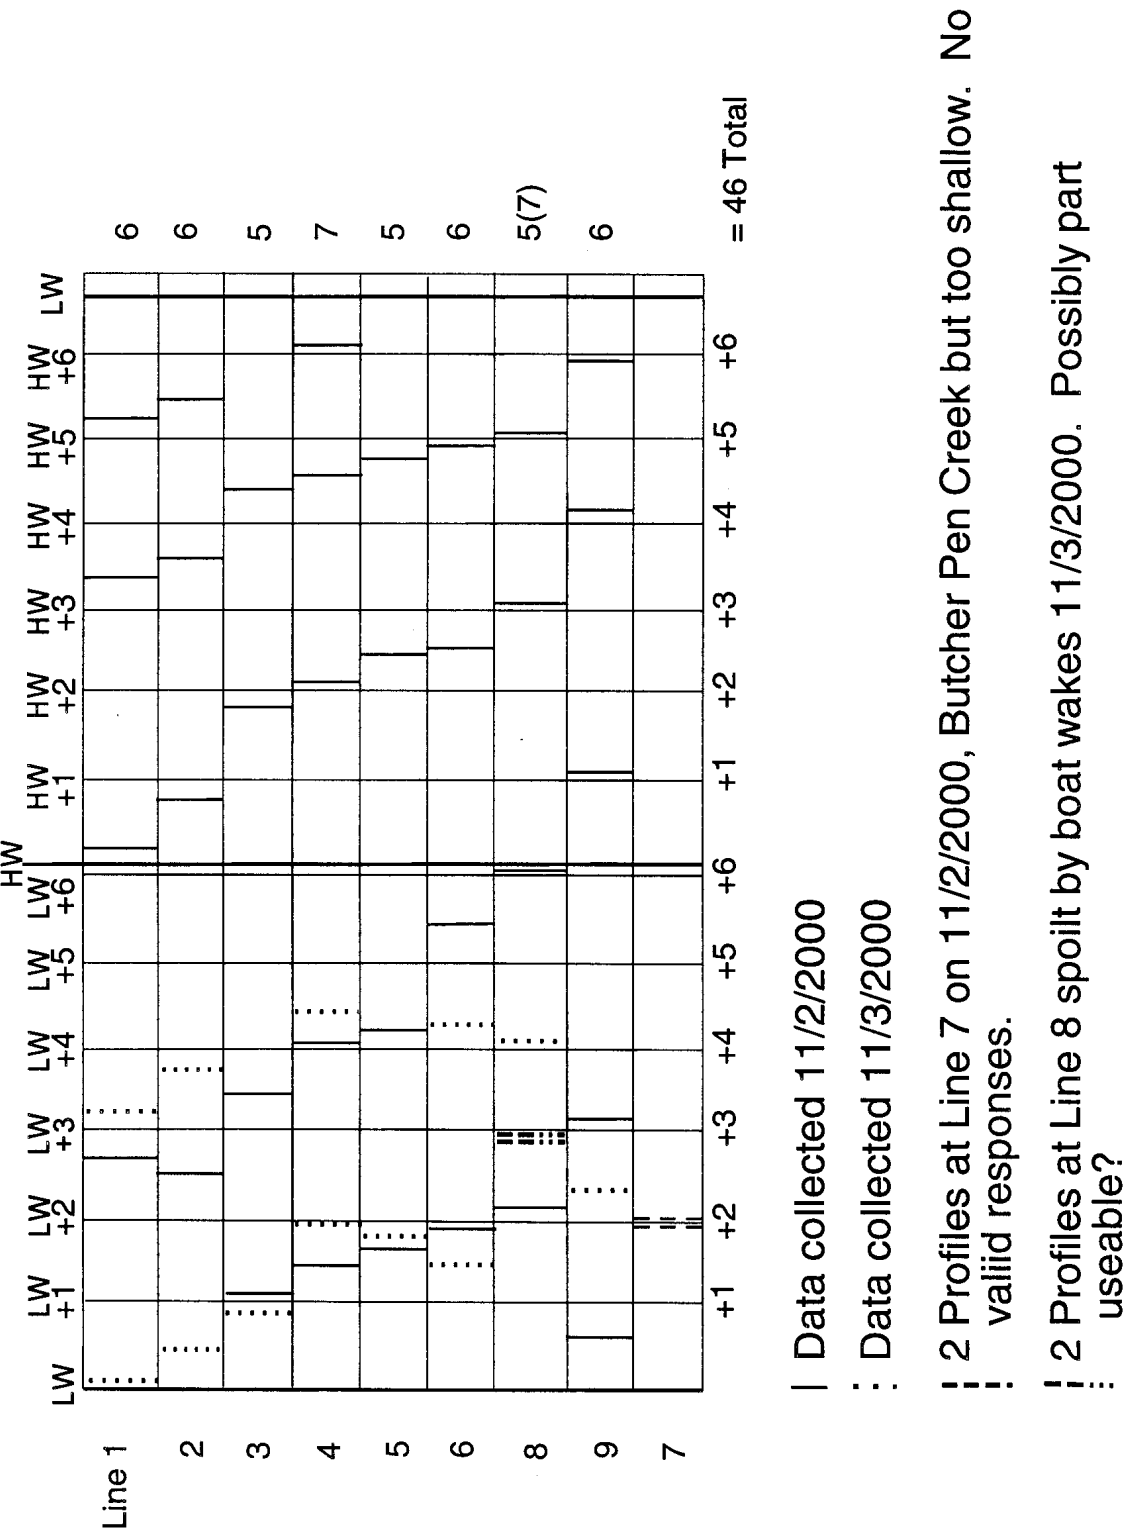 HW
LW
LW +1
LW +2
LW +3
LW +4
LW +5
LW +6
HW +1
HW +2
HW +3
HW +4
HW +5
HW +6
LW
Line 1
6
2
6
3
5
4
7
5
5
6
6
8
5(7)
9
6
7
+1
+2
+3
+4
+5
+6
+1
+2
+3
+4
+5
+6
= 46 Total
Data collected 11/2/2000
Data collected 11/3/2000
2 Profiles at Line 7 on 11/2/2000, Butcher Pen Creek but too shallow. No
valiid responses.
2 Profiles at Line 8 spoilt by boat wakes 11/3/2000. Possibly part
useable?